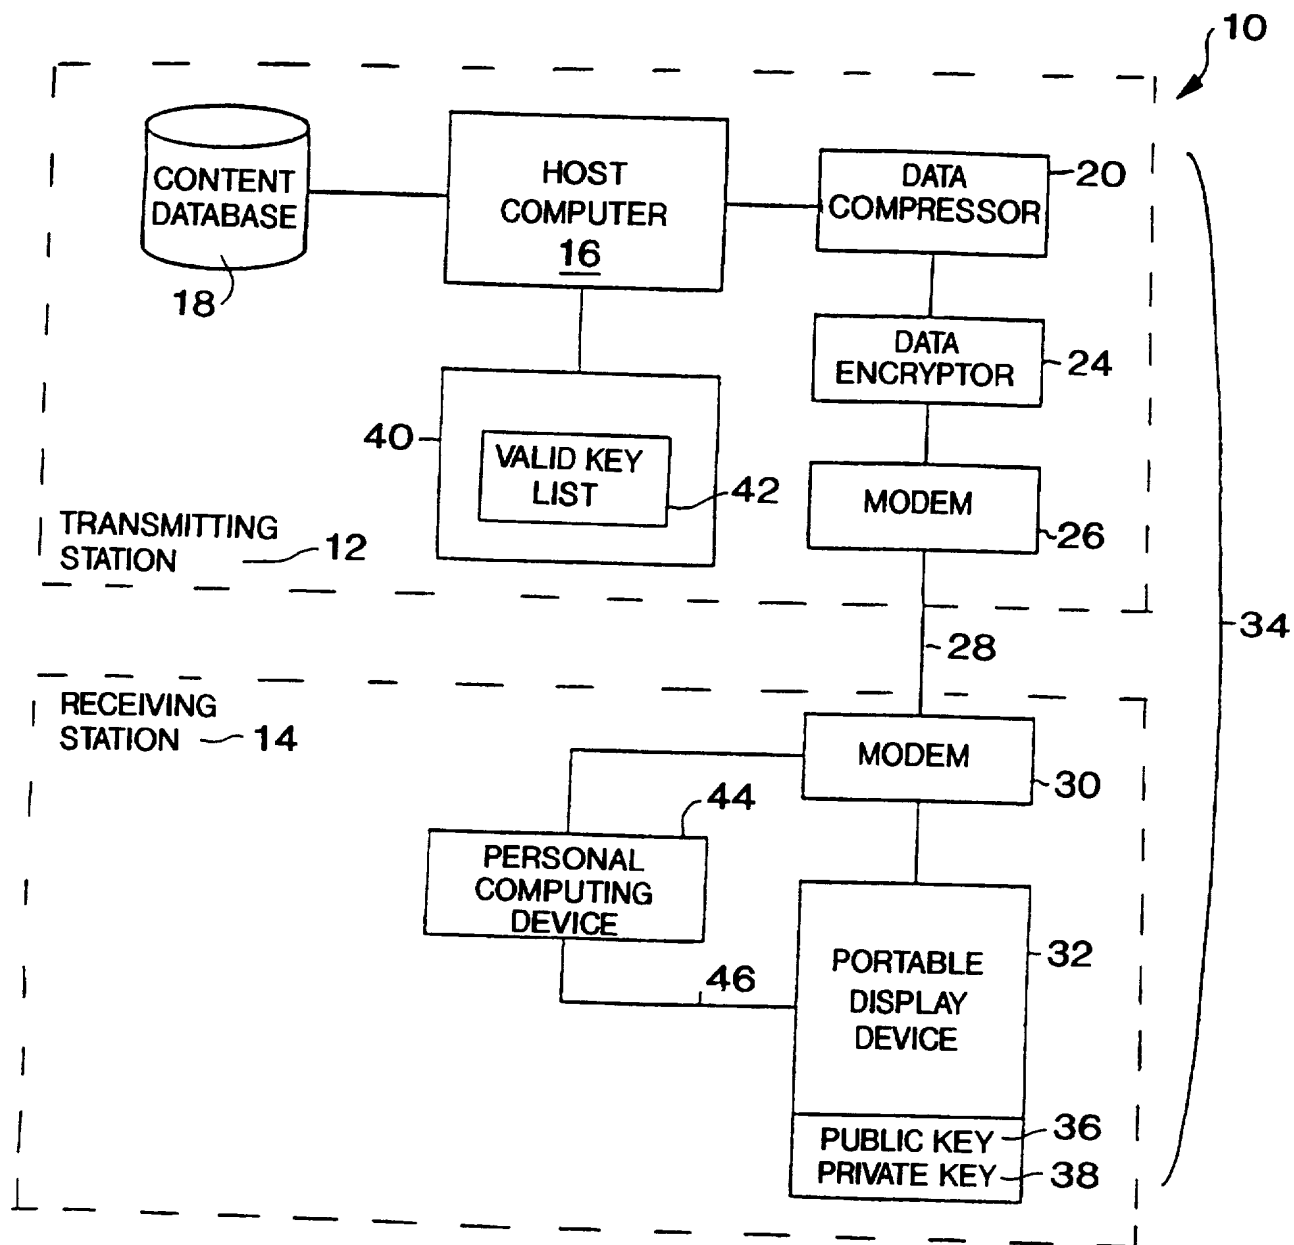 10
CONTENT
DATABASE
18
HOST
COMPUTER
16
DATA
COMPRESSOR
20
DATA
ENCRYPTOR
24
40
VALID KEY
LIST
42
MODEM
26
TRANSMITTING
STATION
12
28
34
RECEIVING
STATION
14
MODEM
30
44
PERSONAL
COMPUTING
DEVICE
46
PORTABLE
DISPLAY
DEVICE
32
PUBLIC KEY
36
PRIVATE KEY
38